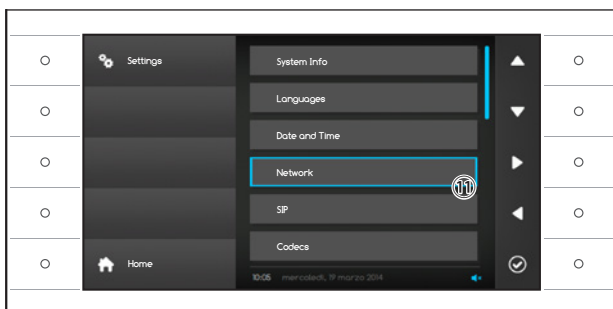 Settings
System Info
Languages
Date and Time
Network
⑪
SIP
Codecs
Home
10:05 mercoledì, 19 marzo 2014